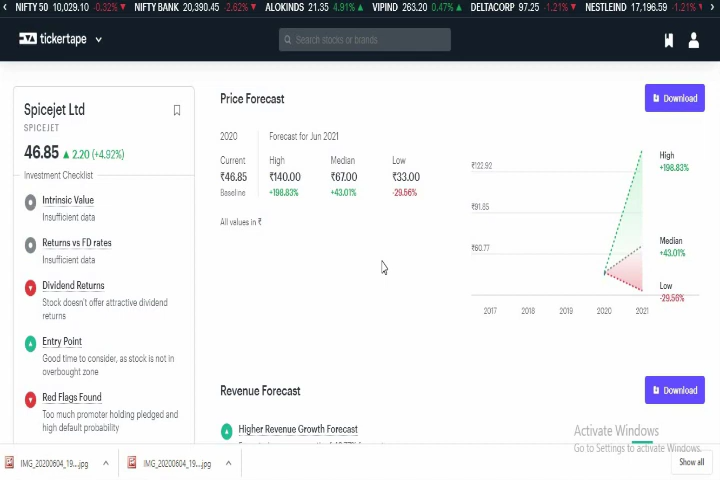 NIFTY 50 10,029.10 -0.32% ▼ NIFTY BANK 20,390.45 -2.62% ▼ ALOKINDS 21.35 4.91% ▲ VIPIND 263.20 0.47% ▲ DELTACORP 97.25 -1.21% ▼ NESTLEIND 17,196.59 -1.21%
tickertape
Search stocks or brands
Spicejet Ltd
SPICEJET
46.85 ▲ 2.20 (+4.92%)
Investment Checklist
Intrinsic Value
Insufficient data
Returns vs FD rates
Insufficient data
Dividend Returns
Stock doesn't offer attractive dividend
returns
Entry Point
Good time to consider, as stock is not in
overbought zone
Red Flags Found
Too much promoter holding pledged and
high default probability
Price Forecast
Download
2020 Forecast for Jun 2021
Current High Median Low
₹46.85 ₹140.00 ₹67.00 ₹33.00
Baseline +198.83% +43.01% -29.56%
All values in ₹
₹122.92
₹91.85
₹60.77
High
+198.83%
Median
+43.01%
Low
-29.56%
2017 2018 2019 2020 2021
Revenue Forecast
Download
Higher Revenue Growth Forecast
Activate Windows
Go to Settings to activate Windows.
IMG_20200604_19....jpg
IMG_20200604_19....jpg
Show all